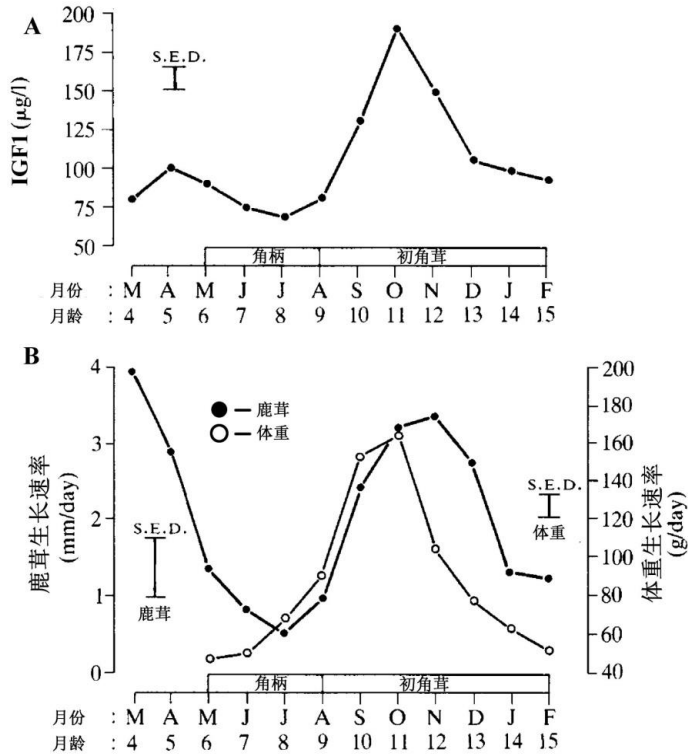 A
IGF1 (μg/l)
200
175
150
125
100
75
50
S.E.D.
角柄 初角茸
月份 : M A M J J A S O N D J F
月龄 : 4 5 6 7 8 9 10 11 12 13 14 15
B
鹿茸生长速率
(mm/day)
4
3
2
1
0
鹿茸
体重
S.E.D.
鹿茸
S.E.D.
体重
200
180
160
140
120
100
80
60
40
体重生长速率
(g/day)
角柄 初角茸
月份 : M A M J J A S O N D J F
月龄 : 4 5 6 7 8 9 10 11 12 13 14 15